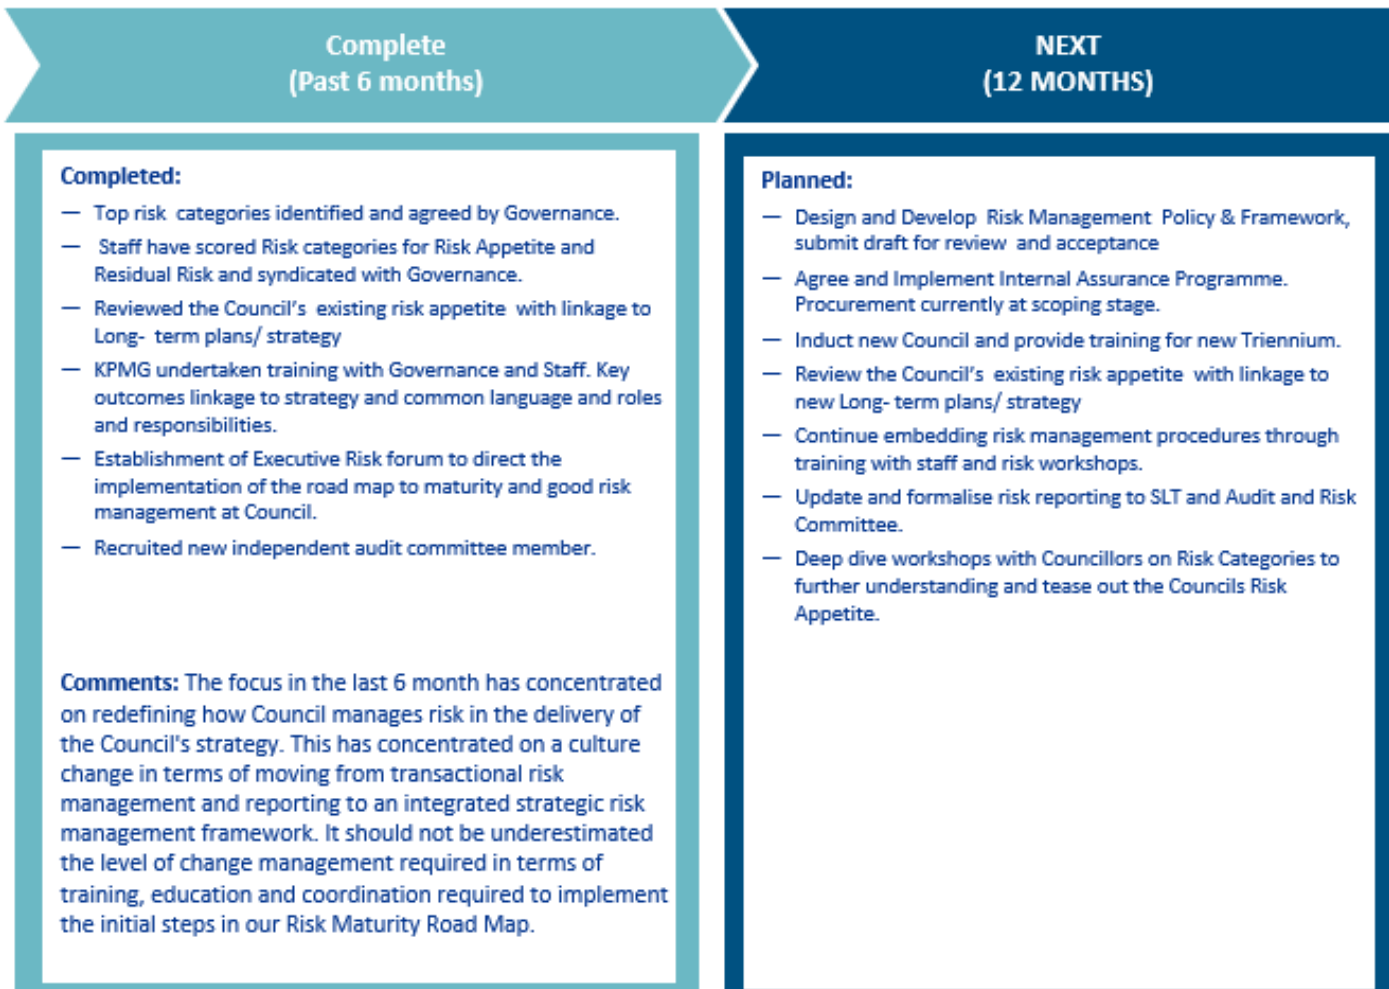 Complete
(Past 6 months)
NEXT
(12 MONTHS)
Completed:
— Top risk categories identified and agreed by Governance.
— Staff have scored Risk categories for Risk Appetite and
Residual Risk and syndicated with Governance.
— Reviewed the Council's existing risk appetite with linkage to
Long- term plans/ strategy
— KPMG undertaken training with Governance and Staff. Key
outcomes linkage to strategy and common language and roles
and responsibilities.
— Establishment of Executive Risk forum to direct the
implementation of the road map to maturity and good risk
management at Council.
— Recruited new independent audit committee member.
Comments: The focus in the last 6 month has concentrated
on redefining how Council manages risk in the delivery of
the Council's strategy. This has concentrated on a culture
change in terms of moving from transactional risk
management and reporting to an integrated strategic risk
management framework. It should not be underestimated
the level of change management required in terms of
training, education and coordination required to implement
the initial steps in our Risk Maturity Road Map.
Planned:
— Design and Develop Risk Management Policy & Framework,
submit draft for review and acceptance
— Agree and Implement Internal Assurance Programme.
Procurement currently at scoping stage.
— Induct new Council and provide training for new Triennium.
— Review the Council's existing risk appetite with linkage to
new Long- term plans/ strategy
— Continue embedding risk management procedures through
training with staff and risk workshops.
— Update and formalise risk reporting to SLT and Audit and Risk
Committee.
— Deep dive workshops with Councillors on Risk Categories to
further understanding and tease out the Councils Risk
Appetite.